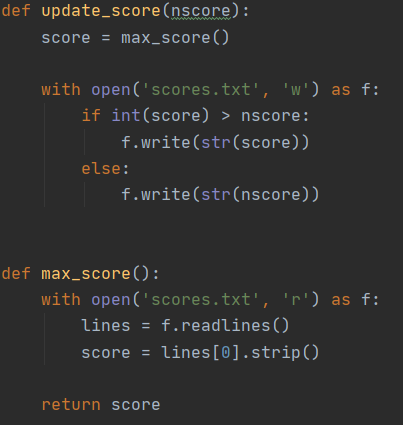 def update_score(nscore):
    score = max_score()
    with open('scores.txt', 'w') as f:
        if int(score) > nscore:
            f.write(str(score))
        else:
            f.write(str(nscore))
def max_score():
    with open('scores.txt', 'r') as f:
        lines = f.readlines()
        score = lines[0].strip()
    return score